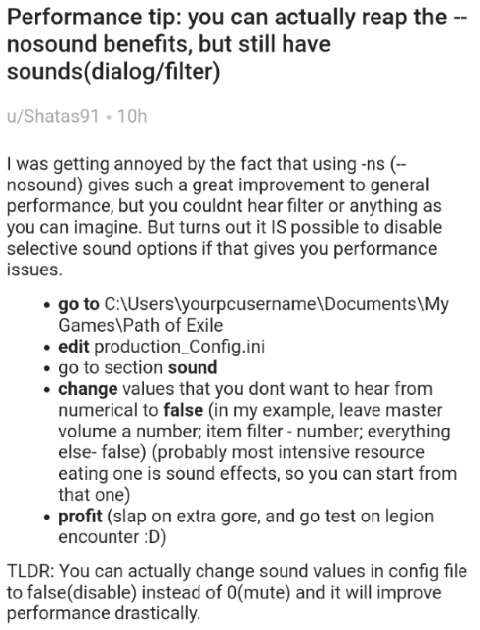 Performance tip: you can actually reap the --
nosound benefits, but still have
sounds(dialog/filter)
u/Shatas91 • 10h
I was getting annoyed by the fact that using -ns (--
nosound) gives such a great improvement to general
performance, but you couldnt hear filter or anything as
you can imagine. But turns out it IS possible to disable
selective sound options if that gives you performance
issues.
• go to C:\Users\yourpcusername\Documents\My
Games\Path of Exile
• edit production_Config.ini
• go to section sound
• change values that you dont want to hear from
numerical to false (in my example, leave master
volume a number; item filter - number; everything
else- false) (probably most intensive resource
eating one is sound effects, so you can start from
that one)
• profit (slap on extra gore, and go test on legion
encounter :D)
TLDR: You can actually change sound values in config file
to false(disable) instead of 0(mute) and it will improve
performance drastically.